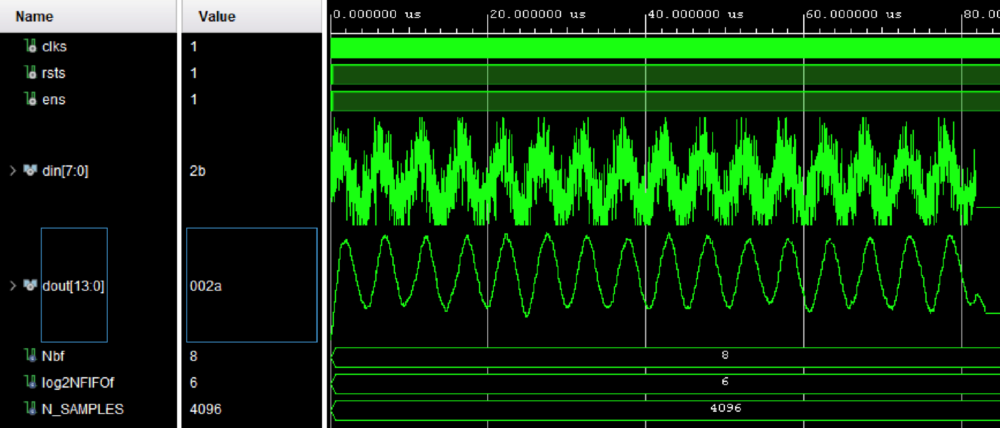 Name Value 0.000000 us 20.000000 us 40.000000 us 60.000000 us 80.00
clks 1
rsts 1
ens 1
din[7:0] 2b
dout[13:0] 002a
Nbf 8 8
log2NFIFOf 6 6
N_SAMPLES 4096 4096